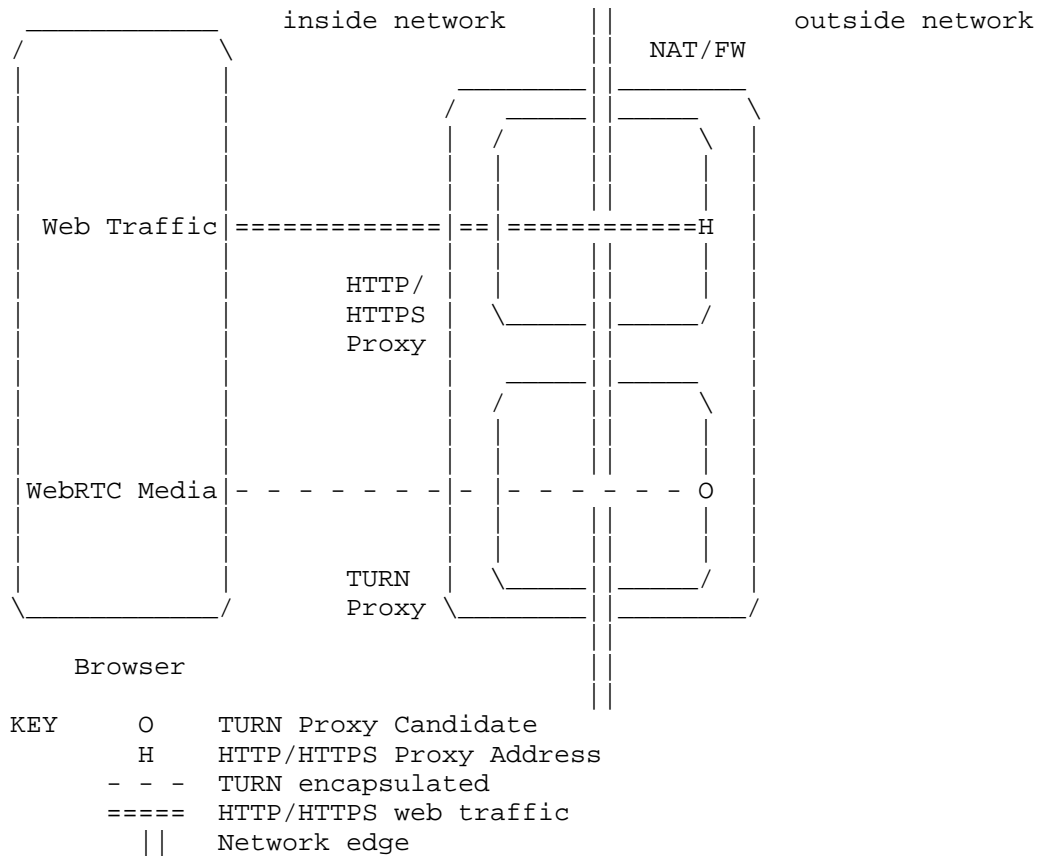 inside network || outside network
NAT/FW
Web Traffic|=============|==|============H
HTTP/
HTTPS
Proxy
WebRTC Media|- - - - - - - - |- - - - - - O
TURN
Proxy
Browser
KEY O TURN Proxy Candidate
H HTTP/HTTPS Proxy Address
- - - TURN encapsulated
===== HTTP/HTTPS web traffic
|| Network edge